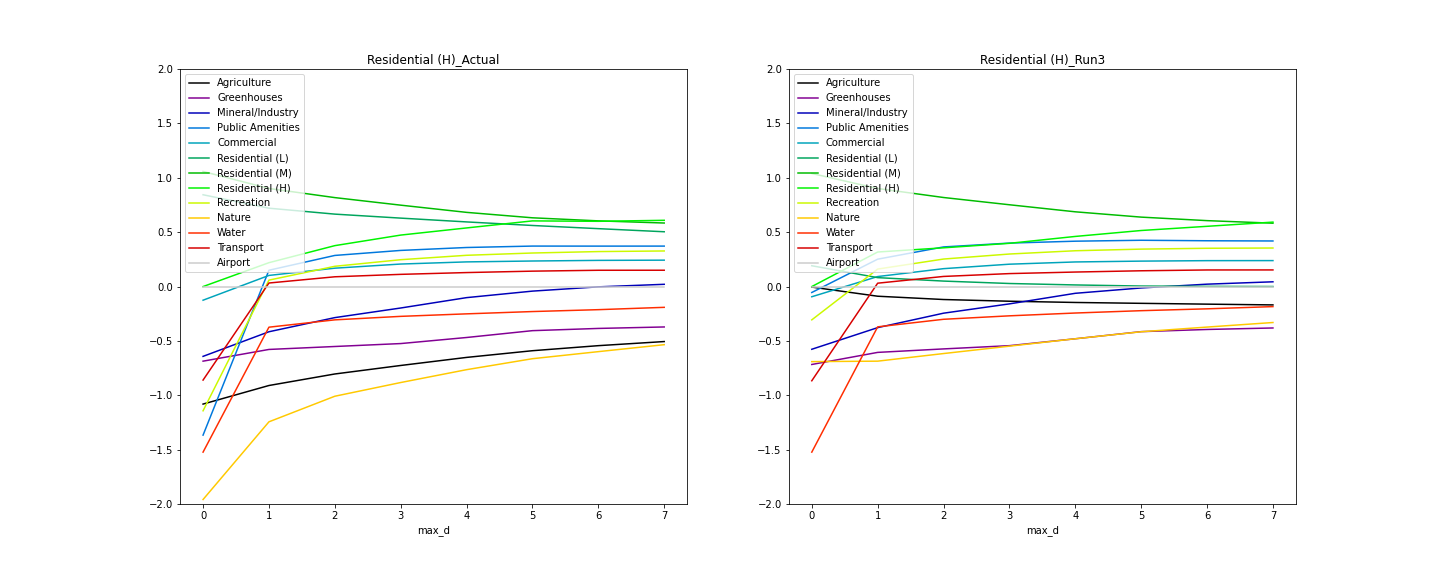 Residential (H)_Actual
2.0
1.5
1.0
0.5
0.0
−0.5
−1.0
−1.5
−2.0
Agriculture
Greenhouses
Mineral/Industry
Public Amenities
Commercial
Residential (L)
Residential (M)
Residential (H)
Recreation
Nature
Water
Transport
Airport
0 1 2 3 4 5 6 7
max_d
Residential (H)_Run3
2.0
1.5
1.0
0.5
0.0
−0.5
−1.0
−1.5
−2.0
Agriculture
Greenhouses
Mineral/Industry
Public Amenities
Commercial
Residential (L)
Residential (M)
Residential (H)
Recreation
Nature
Water
Transport
Airport
0 1 2 3 4 5 6 7
max_d